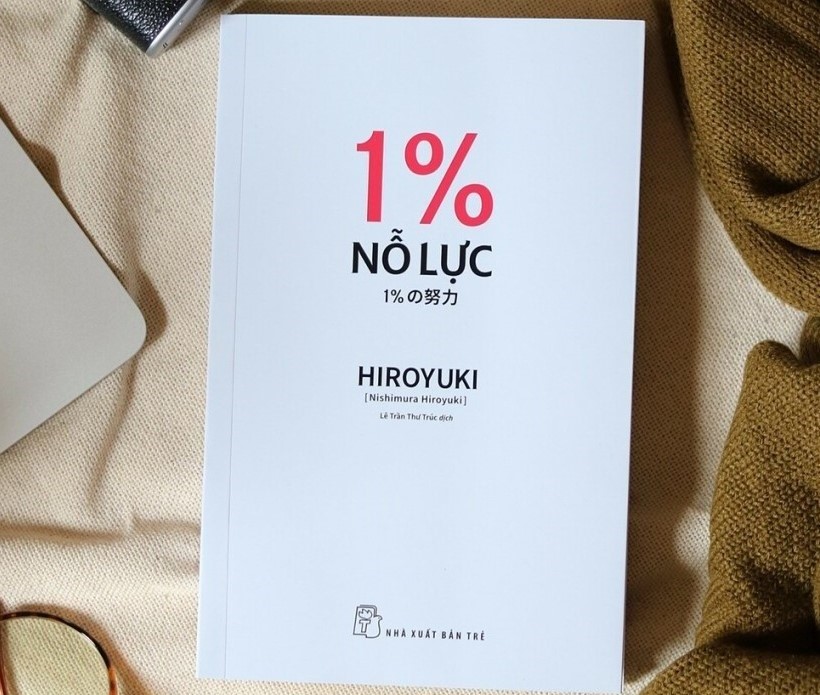 1%
NỖ LỰC
1%の努力
HIROYUKI
[Nishimura Hiroyuki]
Lê Trần Thư Trúc dịch
NHÀ XUẤT BẢN TRẺ